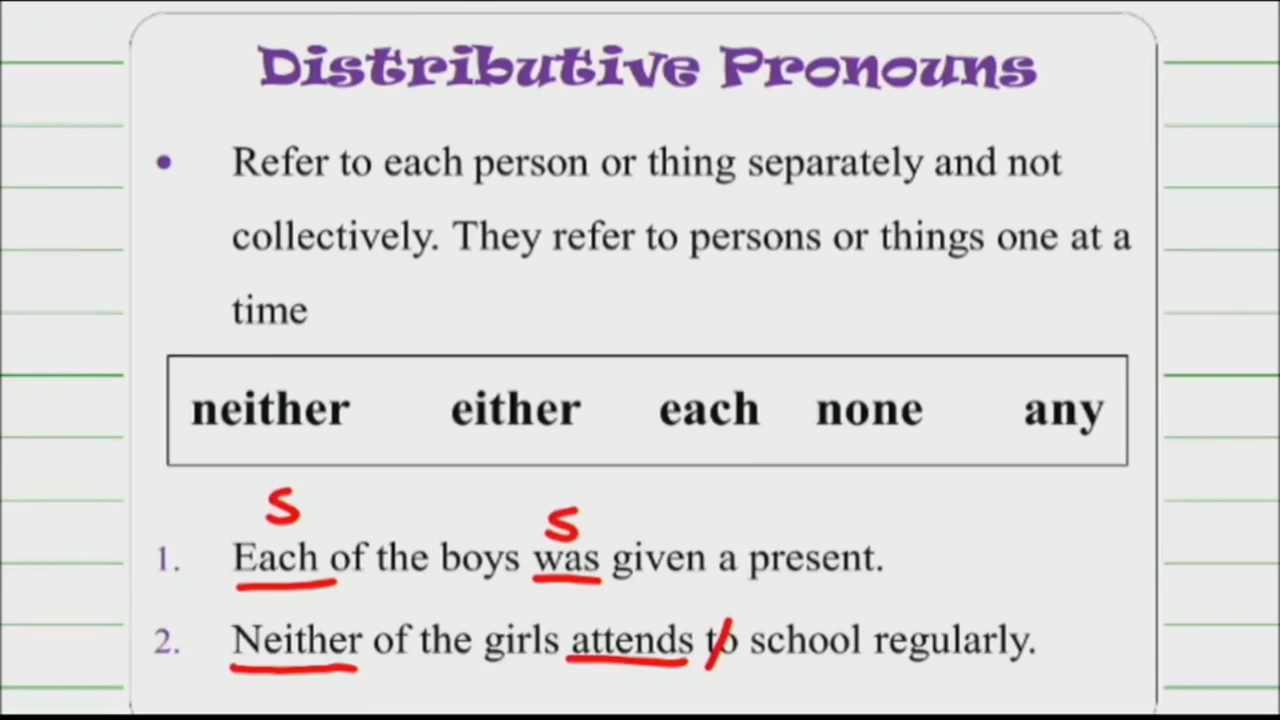 Distributive Pronouns
• Refer to each person or thing separately and not
collectively. They refer to persons or things one at a
time
neither either each none any
S S
1. Each of the boys was given a present.
2. Neither of the girls attends to school regularly.